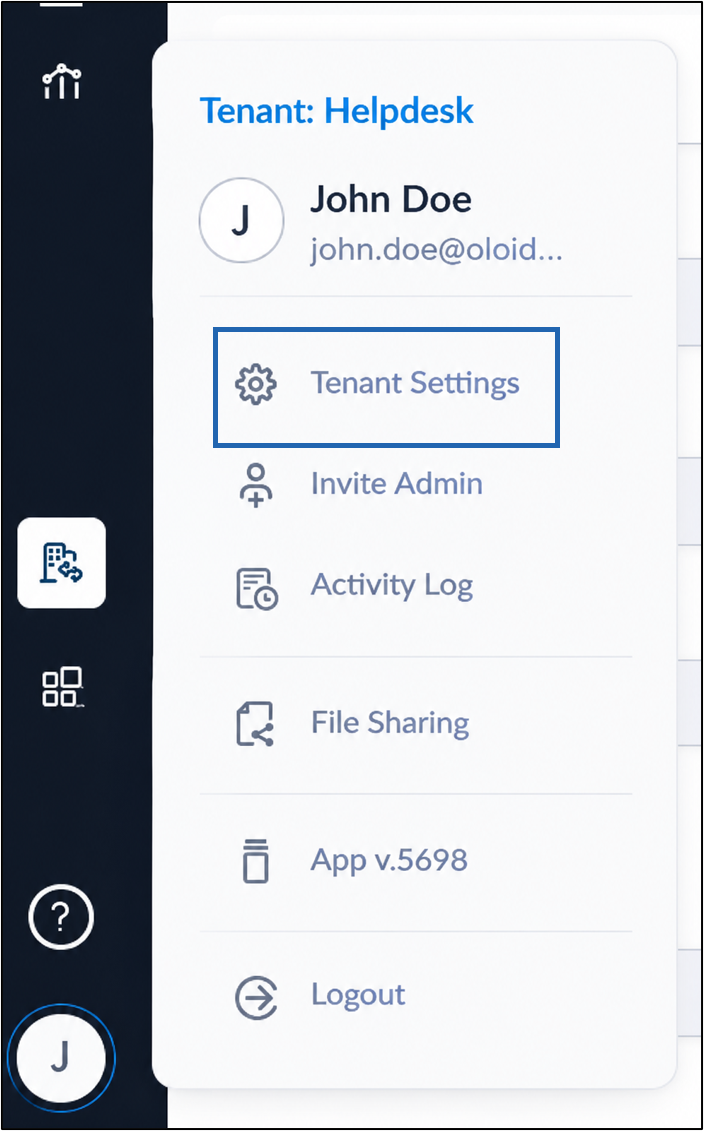 Tenant: Helpdesk
J
John Doe
john.doe@oloid...
Tenant Settings
Invite Admin
Activity Log
File Sharing
App v.5698
?
Logout
J